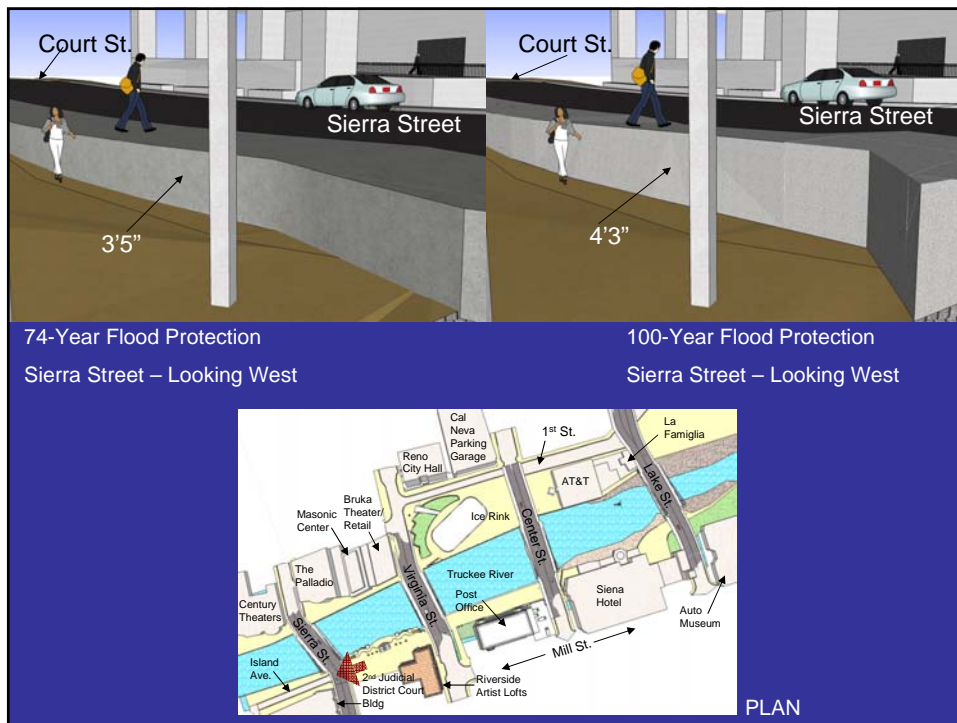 Court St.
Sierra Street
3’5”
Court St.
Sierra Street
4’3”
74-Year Flood Protection
Sierra Street – Looking West
100-Year Flood Protection
Sierra Street – Looking West
Cal
Neva
Parking
Garage
1st St.
La
Famiglia
Reno
City Hall
AT&T
Lake St.
Bruka
Theater/
Retail
Masonic
Center
Ice Rink
Center St.
The
Palladio
Virginia St.
Truckee River
Post
Office
Siena
Hotel
Century
Theaters
Sierra St.
Auto
Museum
Mill St.
Island
Ave.
2nd Judicial
District Court
Bldg
Riverside
Artist Lofts
PLAN